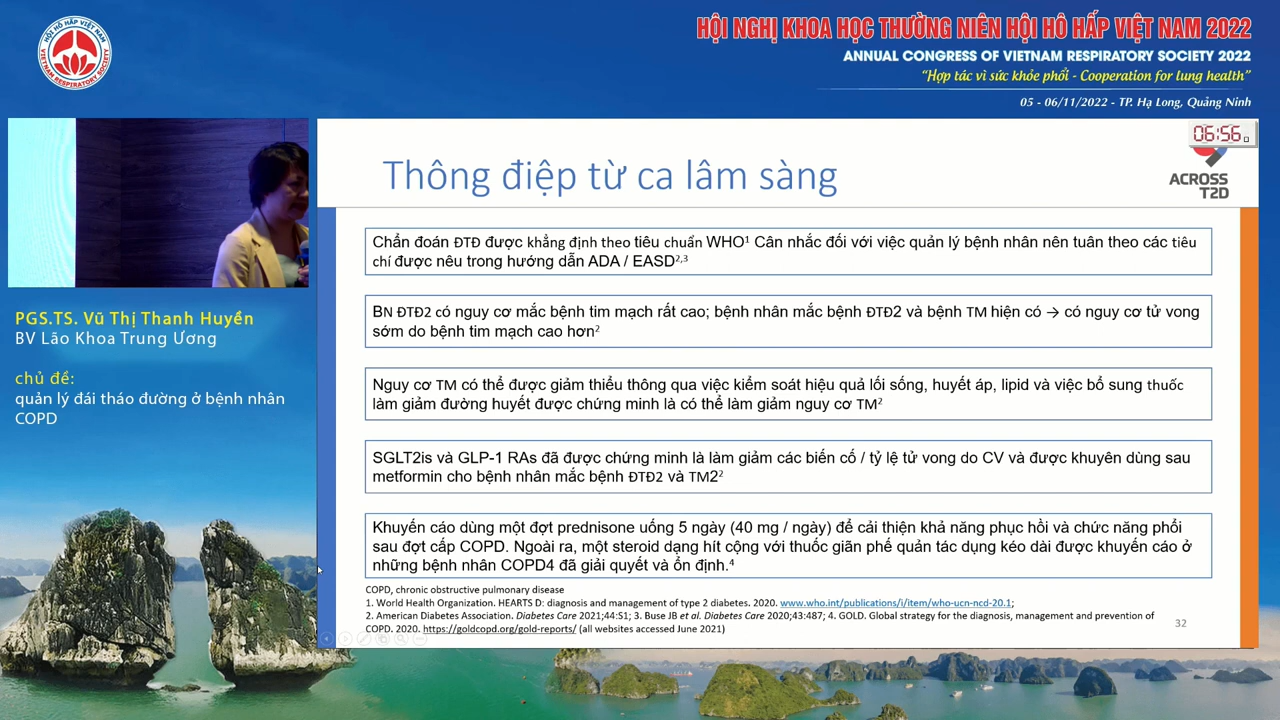 HỘI HÔ HẤP VIỆT NAM
VIETNAM RESPIRATORY SOCIETY
HỘI NGHỊ KHOA HỌC THƯỜNG NIÊN HỘI HÔ HẤP VIỆT NAM 2022
ANNUAL CONGRESS OF VIETNAM RESPIRATORY SOCIETY 2022
“Hợp tác vì sức khỏe phổi - Cooperation for lung health”
05 - 06/11/2022 - TP. Hạ Long, Quảng Ninh
06:56
ACROSS
T2D
Thông điệp từ ca lâm sàng
Chẩn đoán ĐTĐ được khẳng định theo tiêu chuẩn WHO¹ Cân nhắc đối với việc quản lý bệnh nhân nên tuân theo các tiêu
chí được nêu trong hướng dẫn ADA / EASD²,³
BN ĐTĐ2 có nguy cơ mắc bệnh tim mạch rất cao; bệnh nhân mắc bệnh ĐTĐ2 và bệnh TM hiện có → có nguy cơ tử vong
sớm do bệnh tim mạch cao hơn²
Nguy cơ TM có thể được giảm thiểu thông qua việc kiểm soát hiệu quả lối sống, huyết áp, lipid và việc bổ sung thuốc
làm giảm đường huyết được chứng minh là có thể làm giảm nguy cơ TM²
SGLT2is và GLP-1 RAs đã được chứng minh là làm giảm các biến cố / tỷ lệ tử vong do CV và được khuyên dùng sau
metformin cho bệnh nhân mắc bệnh ĐTĐ2 và TM2²
Khuyến cáo dùng một đợt prednisone uống 5 ngày (40 mg / ngày) để cải thiện khả năng phục hồi và chức năng phổi
sau đợt cấp COPD. Ngoài ra, một steroid dạng hít cộng với thuốc giãn phế quản tác dụng kéo dài được khuyến cáo ở
những bệnh nhân COPD4 đã giải quyết và ổn định.⁴
COPD, chronic obstructive pulmonary disease
1. World Health Organization. HEARTS D: diagnosis and management of type 2 diabetes. 2020. www.who.int/publications/i/item/who-ucn-ncd-20.1;
2. American Diabetes Association. Diabetes Care 2021;44:S1; 3. Buse JB et al. Diabetes Care 2020;43:487; 4. GOLD. Global strategy for the diagnosis, management and prevention of
COPD. 2020. https://goldcopd.org/gold-reports/ (all websites accessed June 2021)
32
PGS.TS. Vũ Thị Thanh Huyền
BV Lão Khoa Trung Ương
chủ đề:
quản lý đái tháo đường ở bệnh nhân
COPD